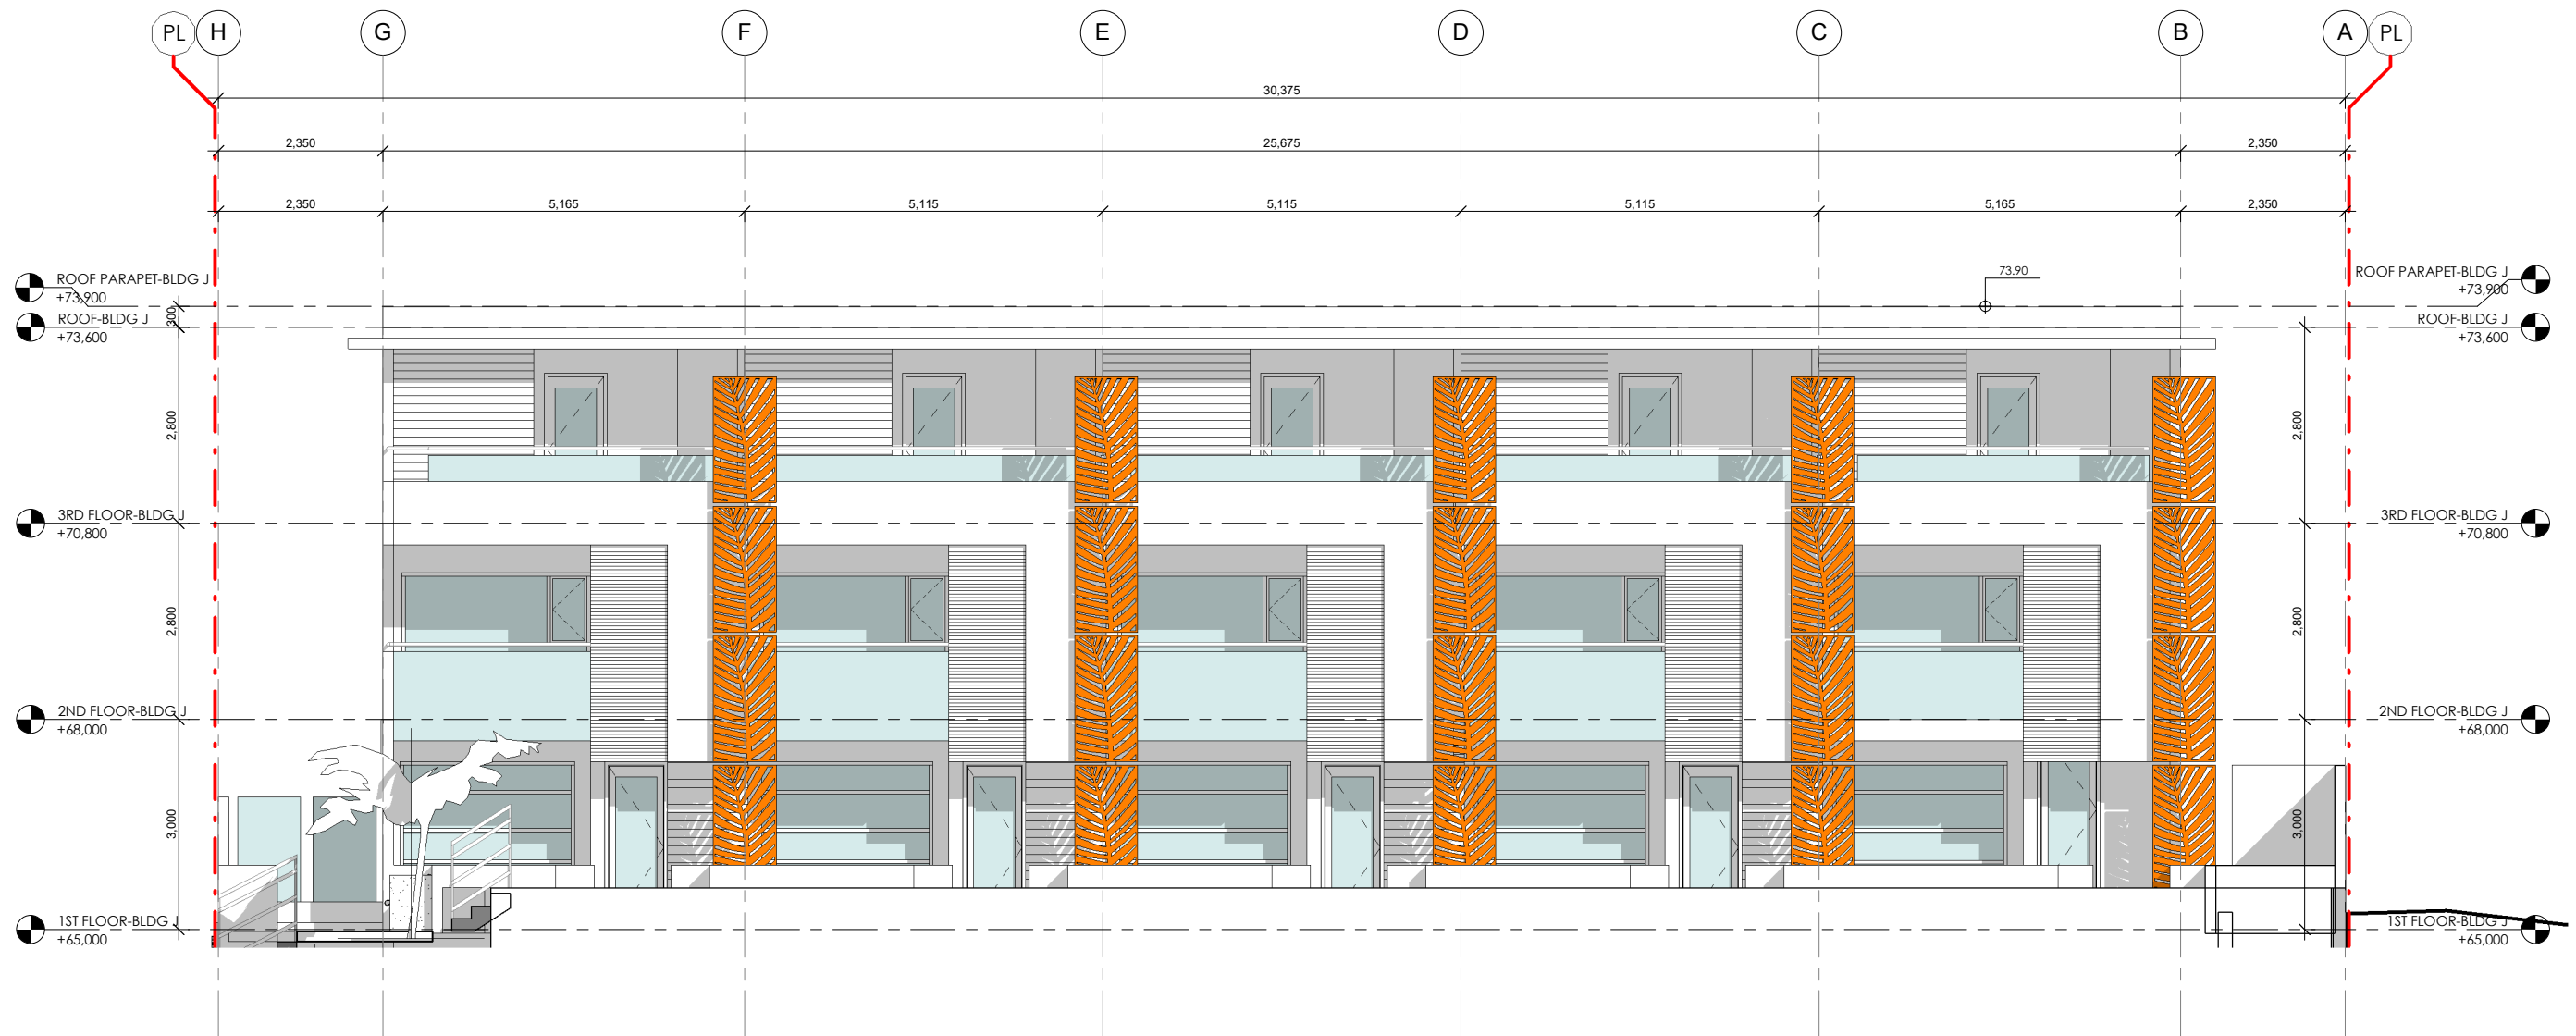 PL H G F E D C B A PL
30,375
2,350 25,675 2,350
2,350 5,165 5,115 5,115 5,115 5,165 2,350
73.90
ROOF PARAPET-BLDG J
+73,900
300
ROOF-BLDG J
+73,600
2,800
3RD FLOOR-BLDG J
+70,800
2,800
2ND FLOOR-BLDG J
+68,000
3,000
1ST FLOOR-BLDG J
+65,000
ROOF PARAPET-BLDG J
+73,900
ROOF-BLDG J
+73,600
2,800
3RD FLOOR-BLDG J
+70,800
2,800
2ND FLOOR-BLDG J
+68,000
3,000
1ST FLOOR-BLDG J
+65,000